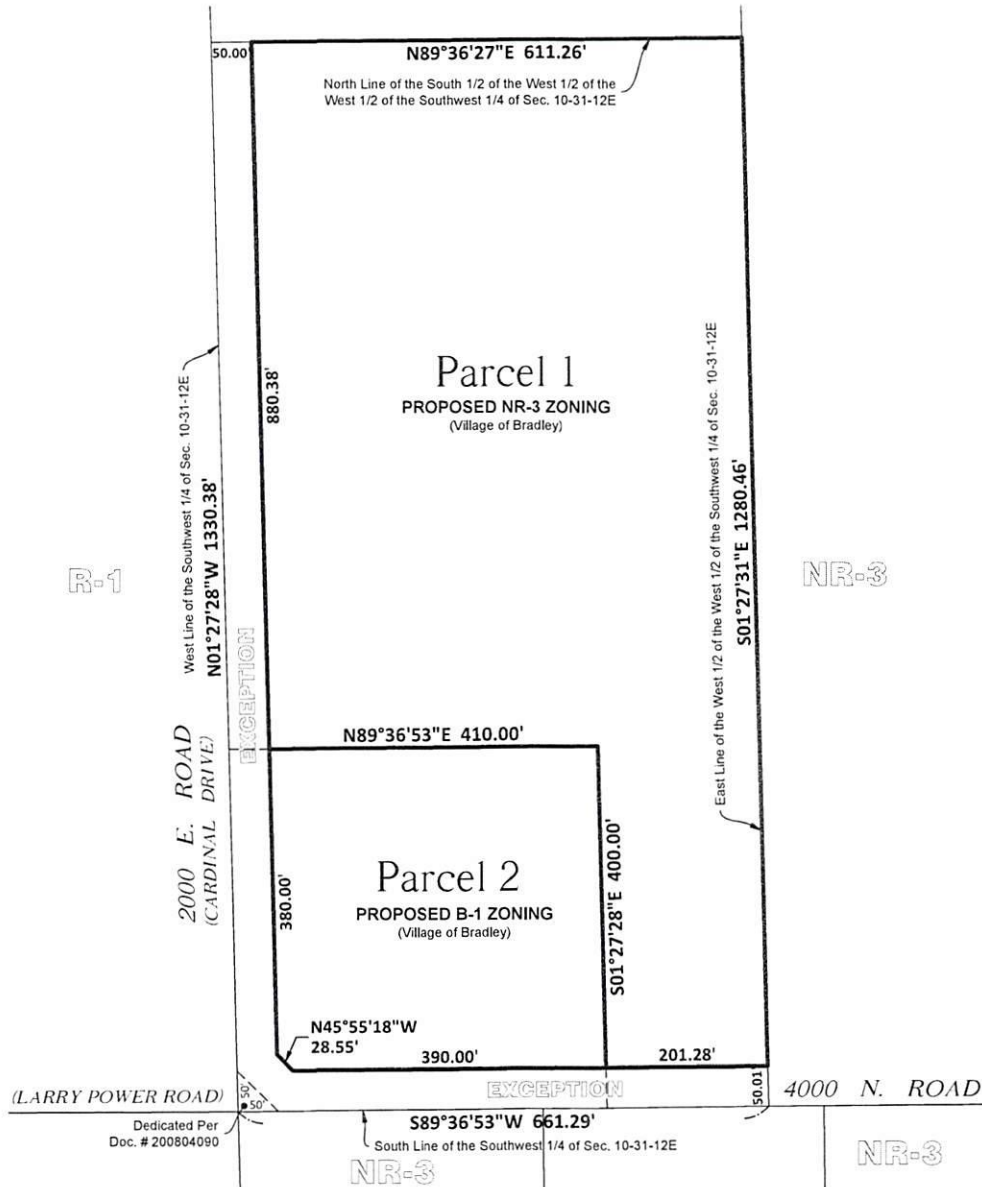 50.00'
N89°36'27"E 611.26'
North Line of the South 1/2 of the West 1/2 of the
West 1/2 of the Southwest 1/4 of Sec. 10-31-12E
Parcel 1
PROPOSED NR-3 ZONING
(Village of Bradley)
880.38'
West Line of the Southwest 1/4 of Sec. 10-31-12E
N01°27'28"W 1330.38'
East Line of the West 1/2 of the West 1/2 of the Southwest 1/4 of Sec. 10-31-12E
S01°27'31"E 1280.46'
R-1
NR-3
EXCEPTION
2000 E. ROAD
(CARDINAL DRIVE)
N89°36'53"E 410.00'
Parcel 2
PROPOSED B-1 ZONING
(Village of Bradley)
380.00'
S01°27'28"E 400.00'
N45°55'18"W
28.55'
390.00'
201.28'
EXCEPTION
50.01
(LARRY POWER ROAD)
4000 N. ROAD
50'
50'
Dedicated Per
Doc. # 200804090
S89°36'53"W 661.29'
South Line of the Southwest 1/4 of Sec. 10-31-12E
NR-3
NR-3